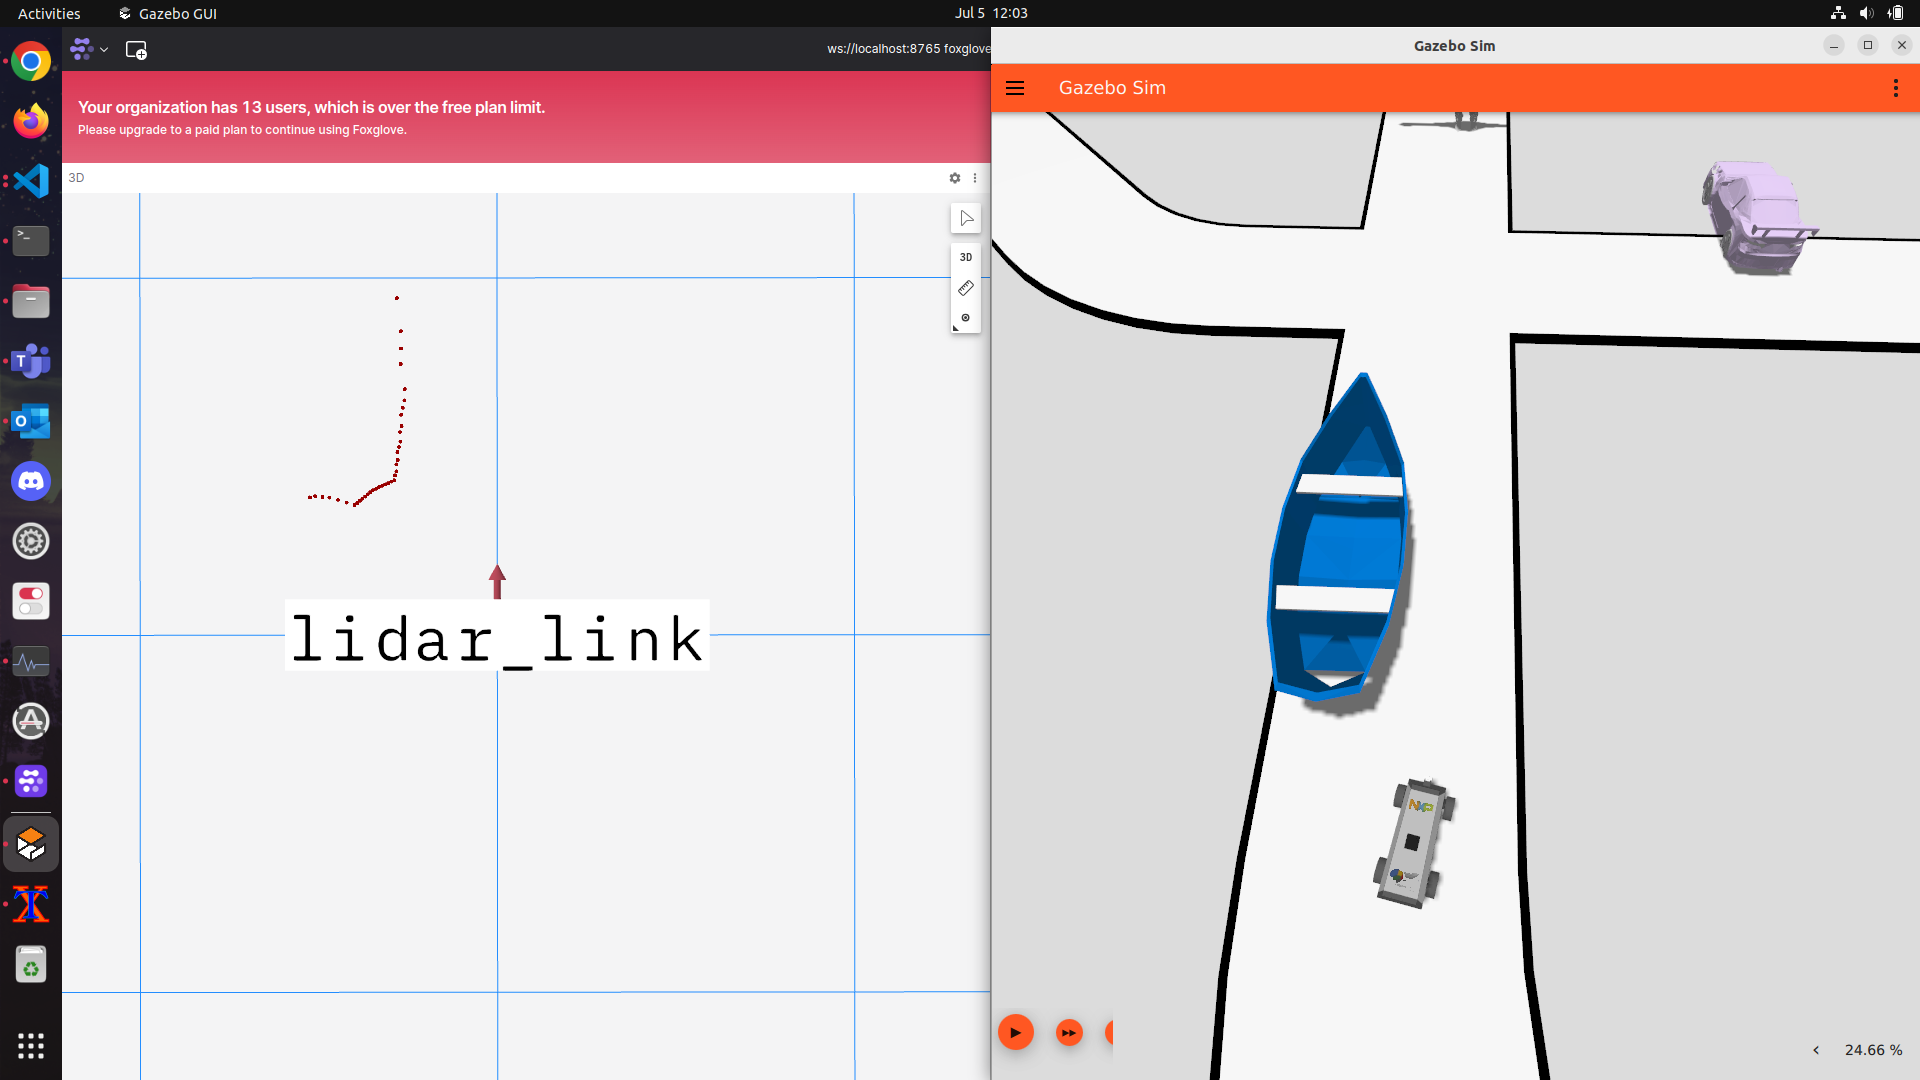 Activities
Gazebo GUI
Jul 5 12:03
ws://localhost:8765 foxglove
Your organization has 13 users, which is over the free plan limit.
Please upgrade to a paid plan to continue using Foxglove.
3D
3D
lidar_link
Gazebo Sim
Gazebo Sim
NXP
24.66 %